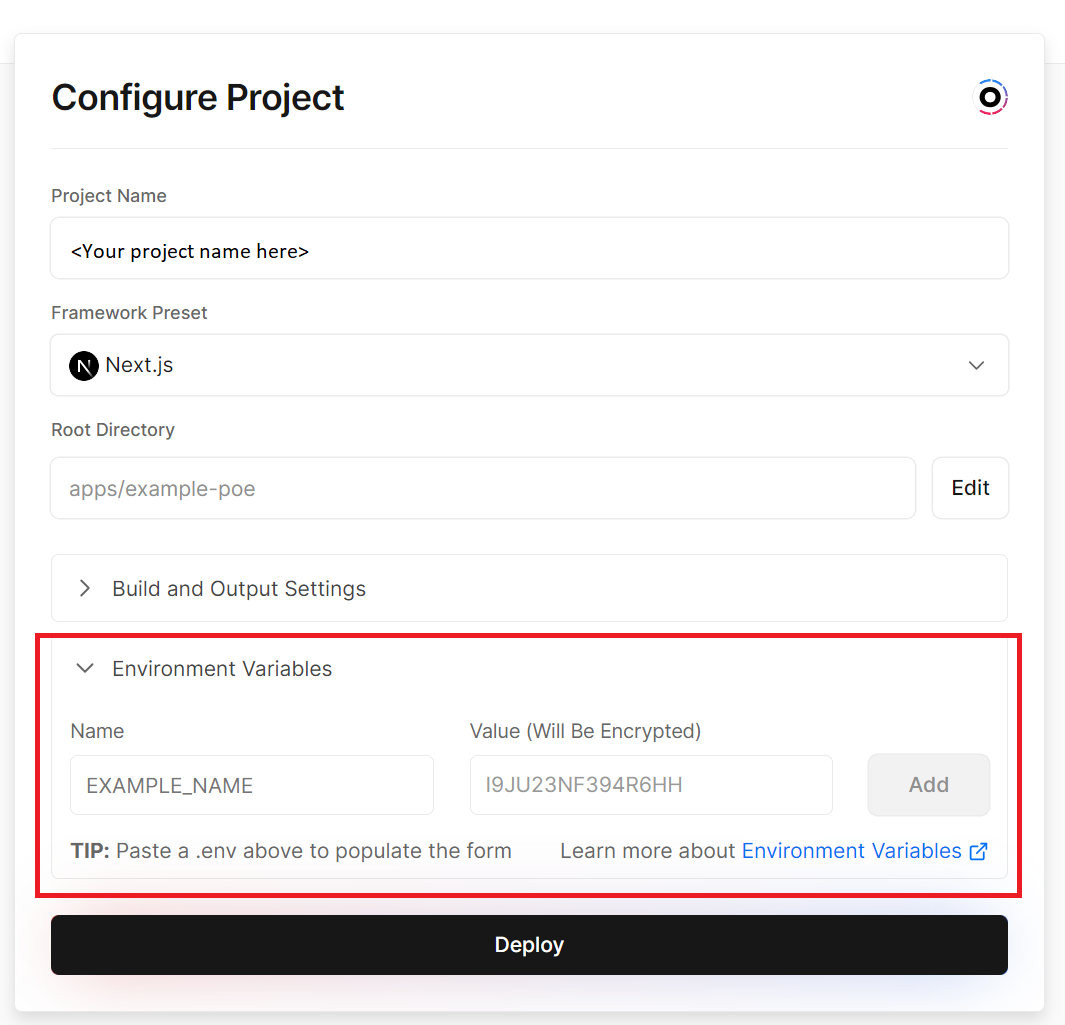 Configure Project
Project Name
<Your project name here>
Framework Preset
N Next.js
Root Directory
apps/example-poe
Edit
Build and Output Settings
Environment Variables
Name Value (Will Be Encrypted)
EXAMPLE_NAME I9JU23NF394R6HH Add
TIP: Paste a .env above to populate the form Learn more about Environment Variables
Deploy